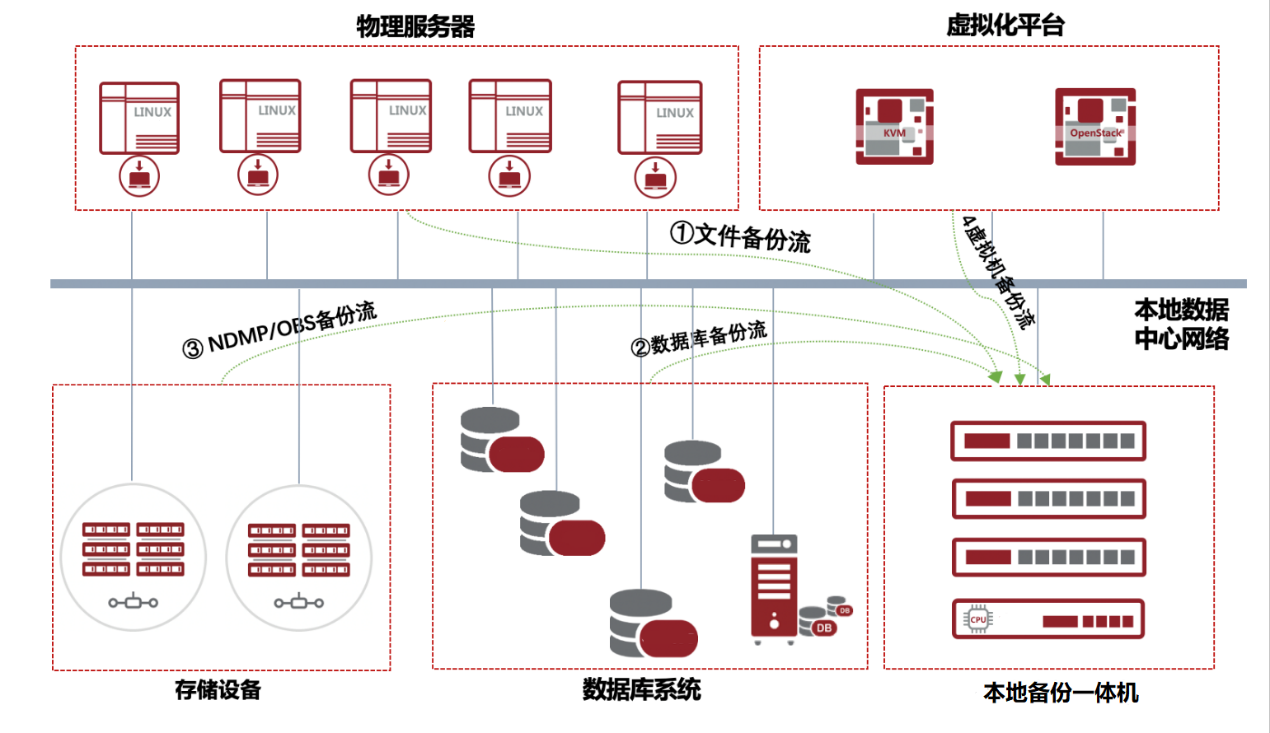 物理服务器
虚拟化平台
LINUX
LINUX
LINUX
LINUX
LINUX
KVM
OpenStack
①文件备份流
4虚拟机备份流
③ NDMP/OBS备份流
②数据库备份流
本地数据
中心网络
DB
DB
CPU
存储设备
数据库系统
本地备份一体机